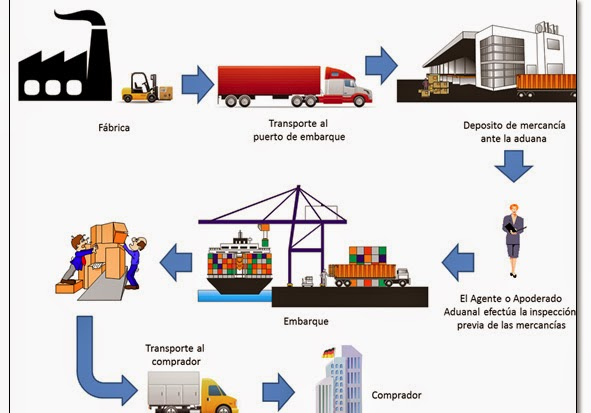 Fábrica
Transporte al
puerto de embarque
Deposito de mercancía
ante la aduana
El Agente o Apoderado
Aduanal efectúa la inspección
previa de las mercancías
Embarque
Transporte al
comprador
Comprador